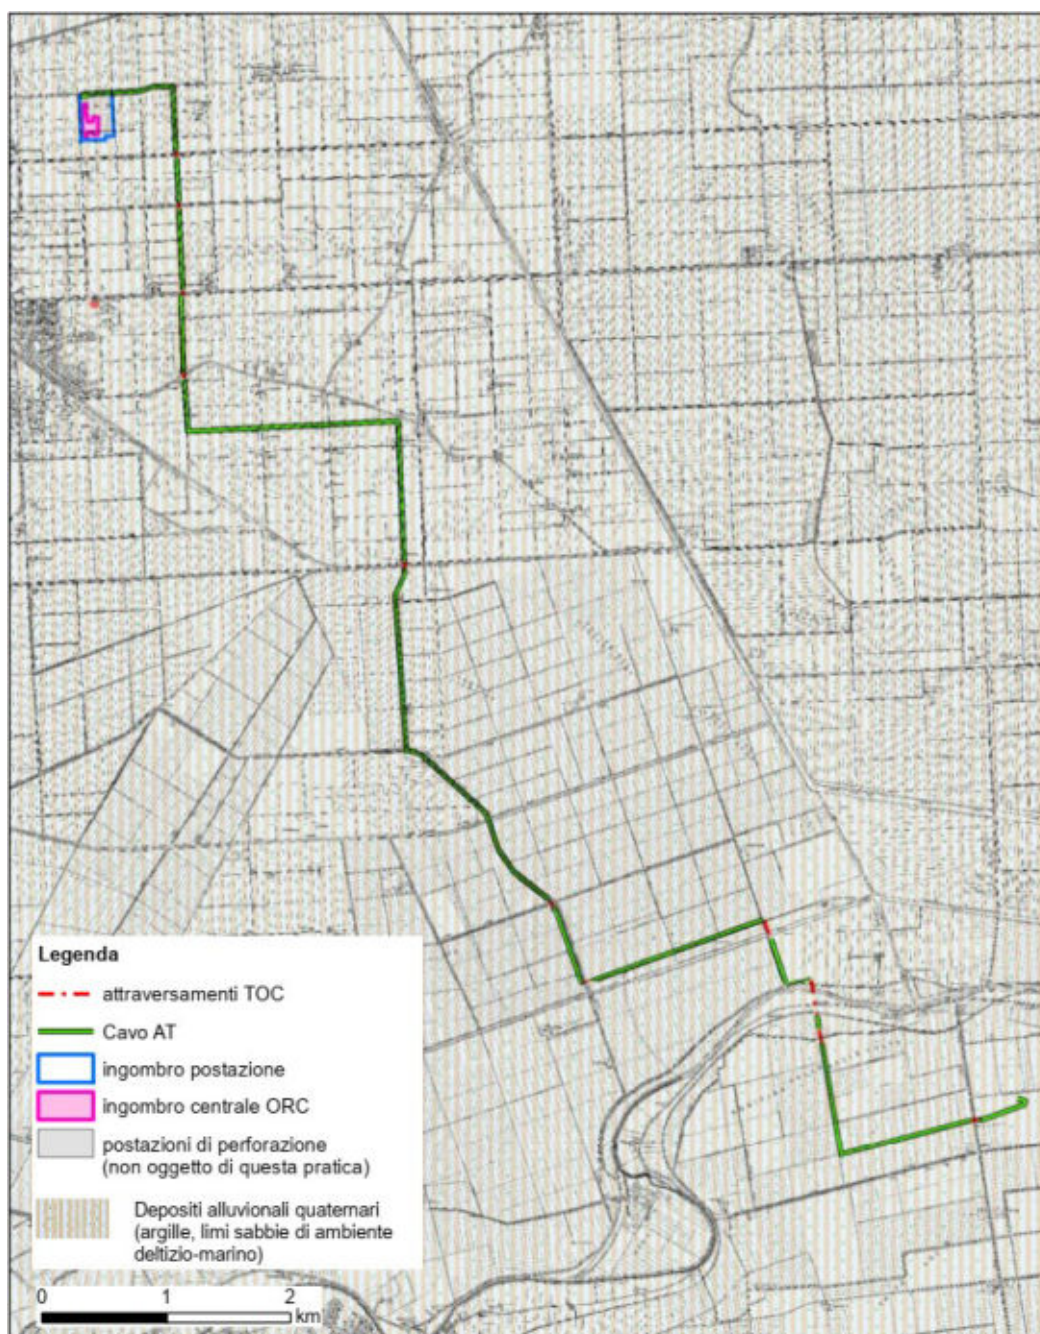 Legenda
attraversamenti TOC
Cavo AT
ingombro postazione
ingombro centrale ORC
postazioni di perforazione
(non oggetto di questa pratica)
Depositi alluvionali quaternari
(argille, limi sabbie di ambiente
deltizio-marino)
0 1 2
km